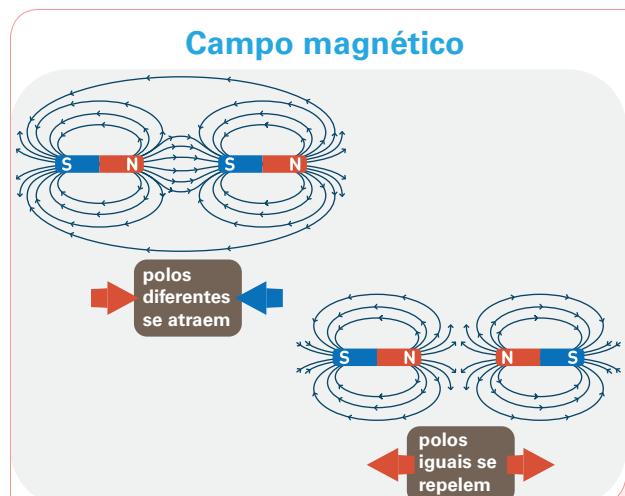 Campo magnético
S N S N
polos
diferentes
se atraem
S N N S
polos
iguais se
repelem